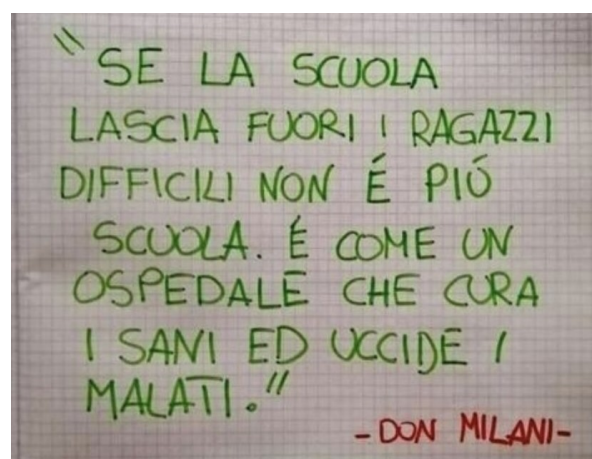 "SE LA SCUOLA
LASCIA FUORI I RAGAZZI
DIFFICILI NON É PIÚ
SCUOLA. É COME UN
OSPEDALE CHE CURA
I SANI ED UCCIDE I
MALATI."
-DON MILANI-